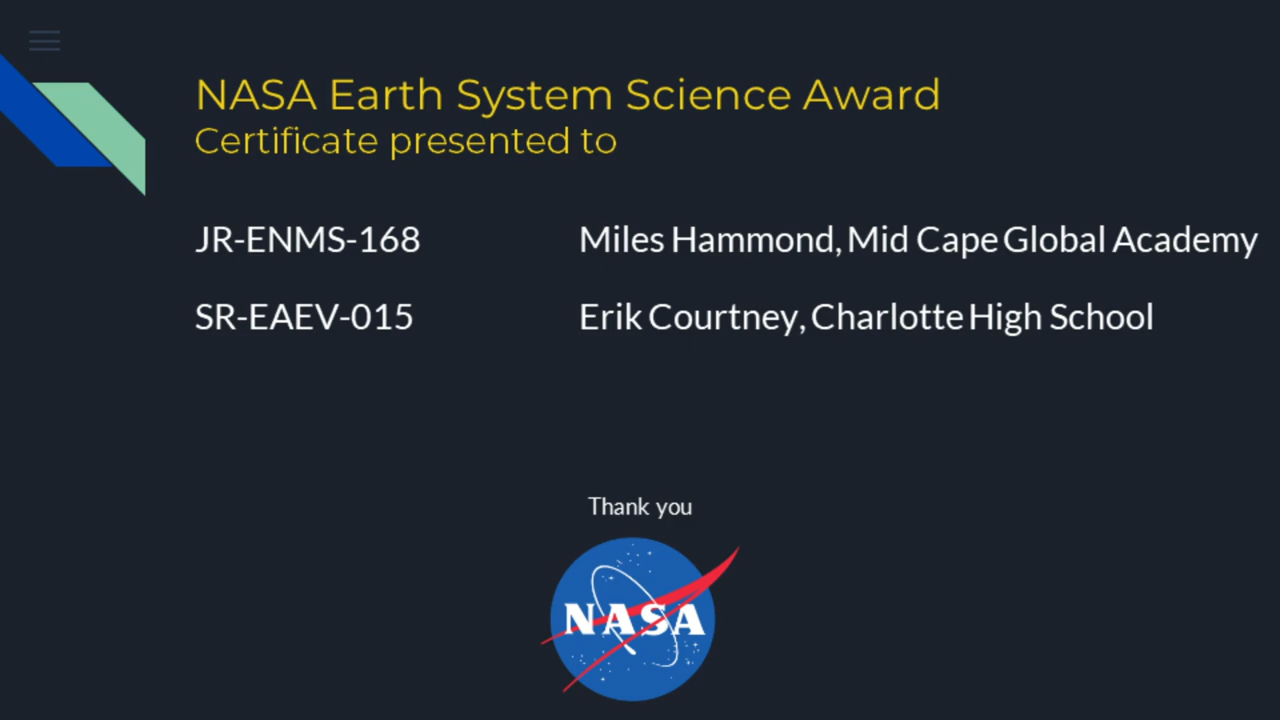 NASA Earth System Science Award
Certificate presented to
JR-ENMS-168 Miles Hammond, Mid Cape Global Academy
SR-EAEV-015 Erik Courtney, Charlotte High School
Thank you
NASA